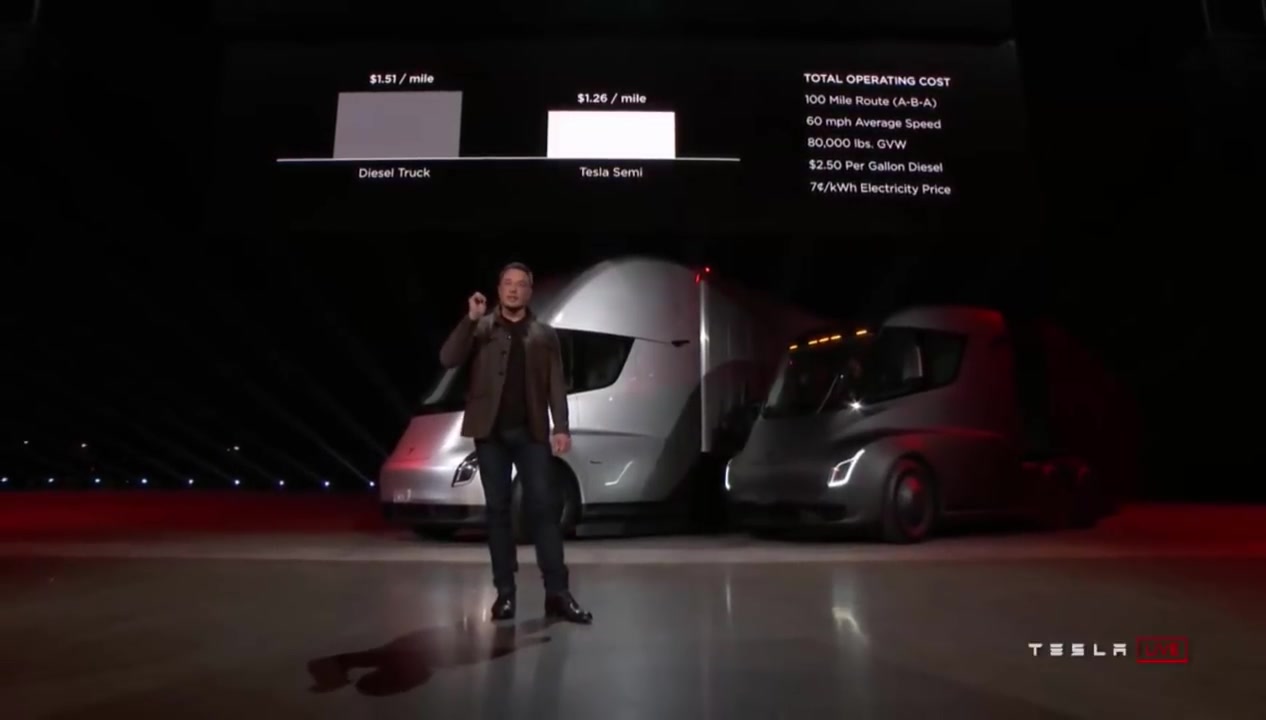 $1.51 / mile
$1.26 / mile
Diesel Truck
Tesla Semi
TOTAL OPERATING COST
100 Mile Route (A-B-A)
60 mph Average Speed
80,000 lbs. GVW
$2.50 Per Gallon Diesel
7¢/kWh Electricity Price
TESLA LIVE